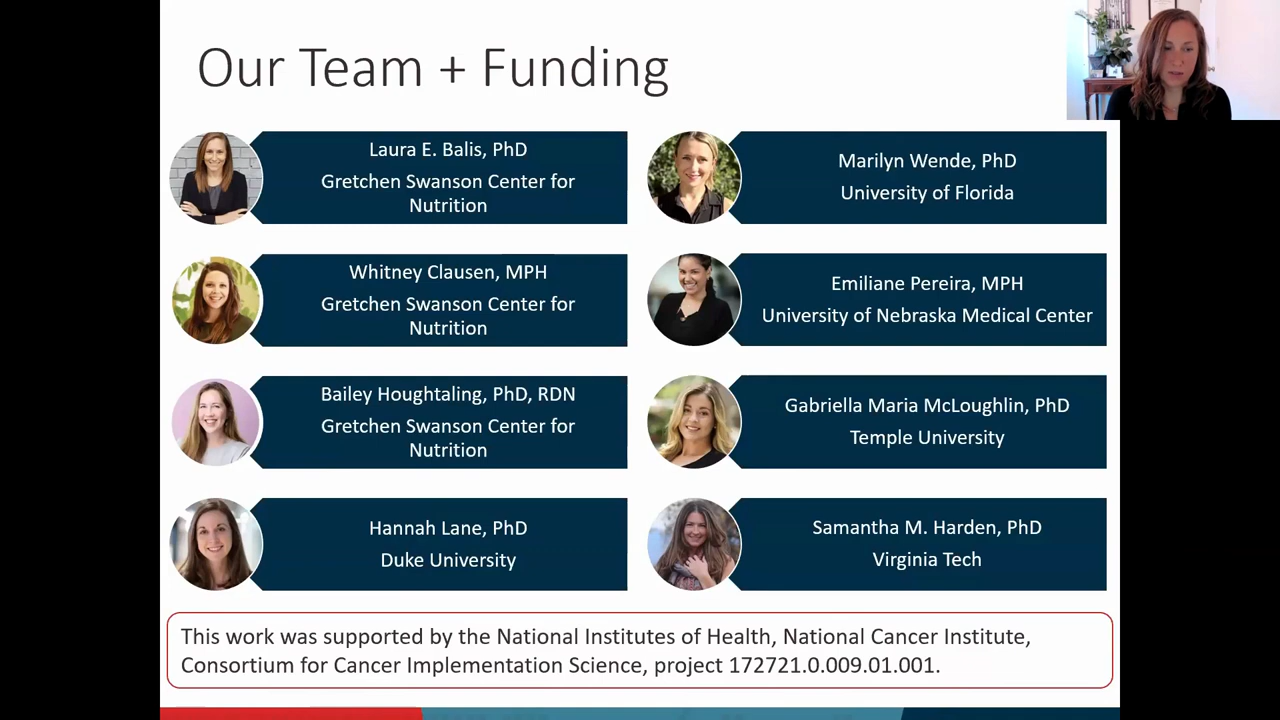 Our Team + Funding
Laura E. Balis, PhD
Gretchen Swanson Center for
Nutrition
Marilyn Wende, PhD
University of Florida
Whitney Clausen, MPH
Gretchen Swanson Center for
Nutrition
Emiliane Pereira, MPH
University of Nebraska Medical Center
Bailey Houghtaling, PhD, RDN
Gretchen Swanson Center for
Nutrition
Gabriella Maria McLoughlin, PhD
Temple University
Hannah Lane, PhD
Duke University
Samantha M. Harden, PhD
Virginia Tech
This work was supported by the National Institutes of Health, National Cancer Institute,
Consortium for Cancer Implementation Science, project 172721.0.009.01.001.